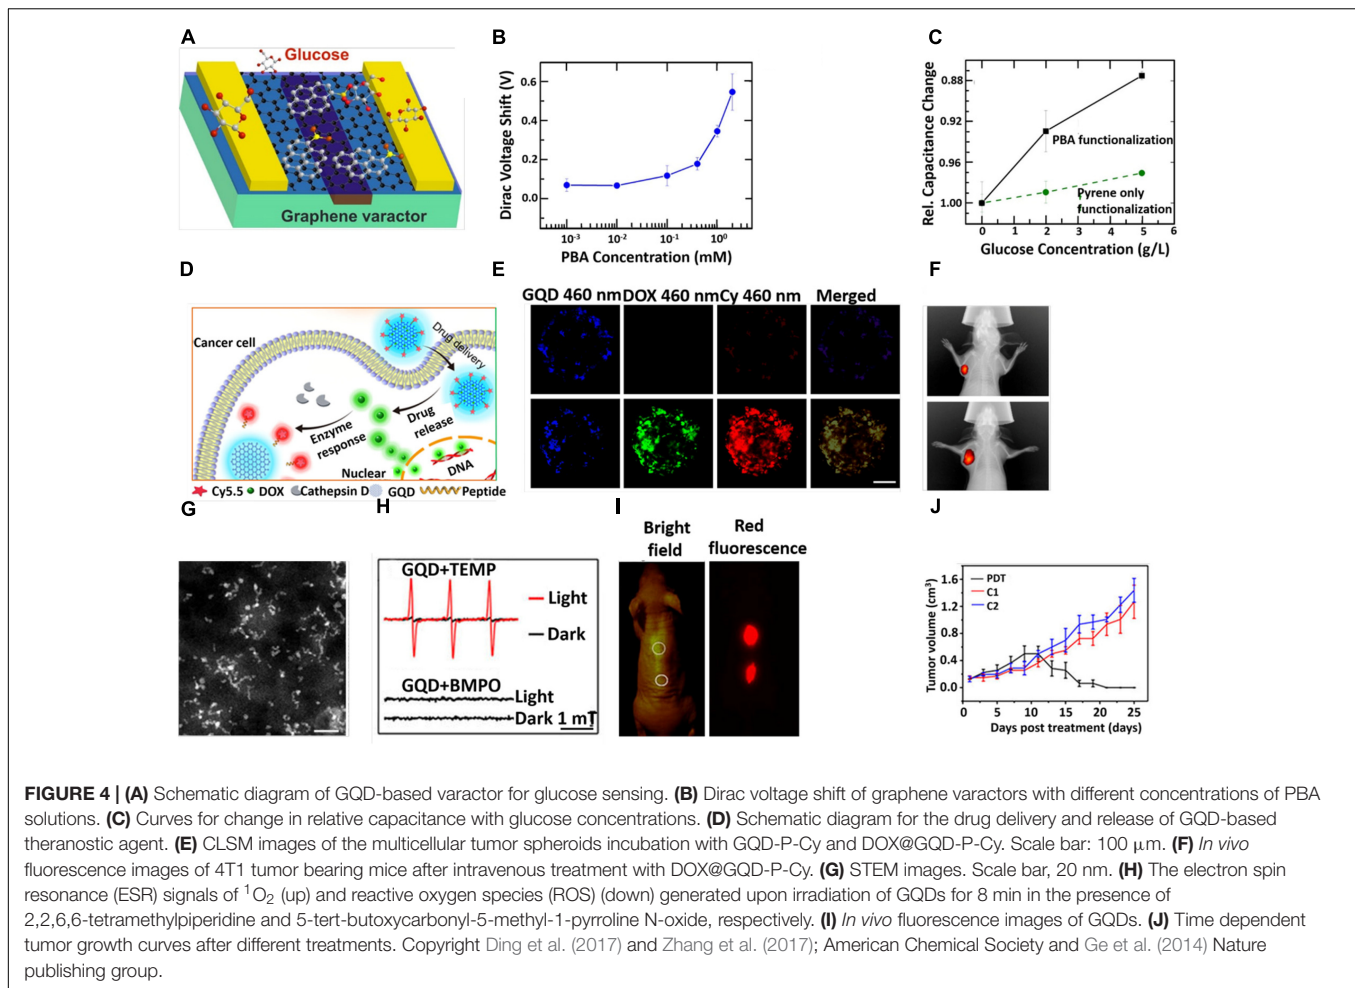 A
Glucose
Graphene varactor
B
Dirac Voltage Shift (V)
0.6
0.4
0.2
0.0
10⁻³ 10⁻² 10⁻¹ 10⁰
PBA Concentration (mM)
C
Rel. Capacitance Change
0.88
0.92
0.96
1.00
PBA functionalization
Pyrene only
functionalization
0 1 2 3 4 5 6
Glucose Concentration (g/L)
D
Cancer cell
Drug delivery
Drug
release
Enzyme
response
Nuclear
DNA
Cy5.5 DOX Cathepsin D GQD Peptide
E
GQD 460 nm DOX 460 nm Cy 460 nm Merged
F
G
H
GQD+TEMP
Light
Dark
GQD+BMPO
Light
Dark 1 mT
I
Bright
field
Red
fluorescence
J
Tumor volume (cm³)
1.6
1.2
0.8
0.4
0.0
PDT
C1
C2
0 5 10 15 20 25
Days post treatment (days)
FIGURE 4 | (A) Schematic diagram of GQD-based varactor for glucose sensing. (B) Dirac voltage shift of graphene varactors with different concentrations of PBA
solutions. (C) Curves for change in relative capacitance with glucose concentrations. (D) Schematic diagram for the drug delivery and release of GQD-based
theranostic agent. (E) CLSM images of the multicellular tumor spheroids incubation with GQD-P-Cy and DOX@GQD-P-Cy. Scale bar: 100 μm. (F) In vivo
fluorescence images of 4T1 tumor bearing mice after intravenous treatment with DOX@GQD-P-Cy. (G) STEM images. Scale bar, 20 nm. (H) The electron spin
resonance (ESR) signals of ¹O₂ (up) and reactive oxygen species (ROS) (down) generated upon irradiation of GQDs for 8 min in the presence of
2,2,6,6-tetramethylpiperidine and 5-tert-butoxycarbonyl-5-methyl-1-pyrroline N-oxide, respectively. (I) In vivo fluorescence images of GQDs. (J) Time dependent
tumor growth curves after different treatments. Copyright Ding et al. (2017) and Zhang et al. (2017); American Chemical Society and Ge et al. (2014) Nature
publishing group.